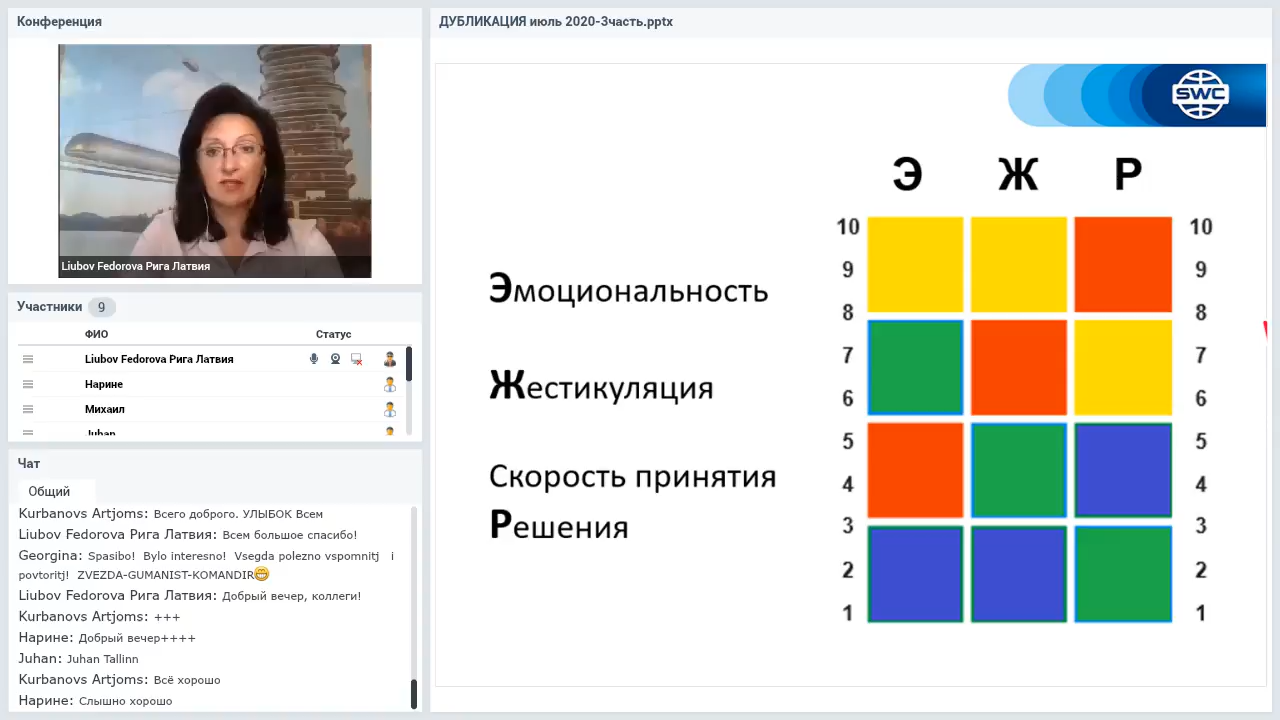 Конференция
Liubov Fedorova Рига Латвия
Участники 9
ФИО Статус
Liubov Fedorova Рига Латвия
Нарине
Михаил
Juhan
Чат
Общий
Kurbanovs Artjoms: Всего доброго. УЛЫБОК Всем
Liubov Fedorova Рига Латвия: Всем большое спасибо!
Georgina: Spasibo! Bylo interesno! Vsegda polezno vspomnitj i
povtoritj! ZVEZDA-GUMANIST-KOMANDIR😁
Liubov Fedorova Рига Латвия: Добрый вечер, коллеги!
Kurbanovs Artjoms: +++
Нарине: Добрый вечер++++
Juhan: Juhan Tallinn
Kurbanovs Artjoms: Всё хорошо
Нарине: Слышно хорошо
ДУБЛИКАЦИЯ июль 2020-3часть.pptx
SWC
Э Ж Р
Эмоциональность
Жестикуляция
Скорость принятия
Решения
10 10
9 9
8 8
7 7
6 6
5 5
4 4
3 3
2 2
1 1